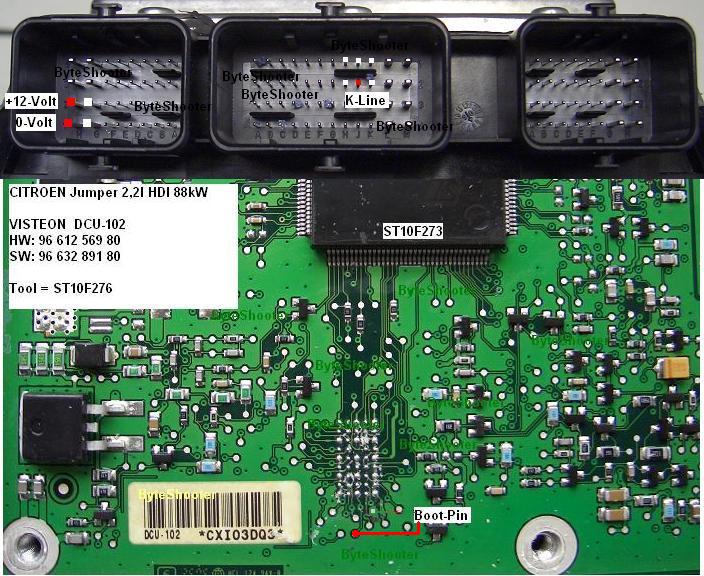 ByteShooter
ByteShooter
ByteShooter
ByteShooter
+12-Volt
ByteShooter
K-Line
0-Volt
ByteShooter
CITROEN Jumper 2,2l HDI 88kW
VISTEON DCU-102
HW: 96 612 569 80
SW: 96 632 891 80
Tool = ST10F276
ST10F273
ByteShooter
ByteShooter
ByteShooter
ByteShooter
ByteShooter
ByteShooter
ByteShooter
ByteShooter
DCU-102 *CXI03DQ3*
Boot-Pin
ByteShooter